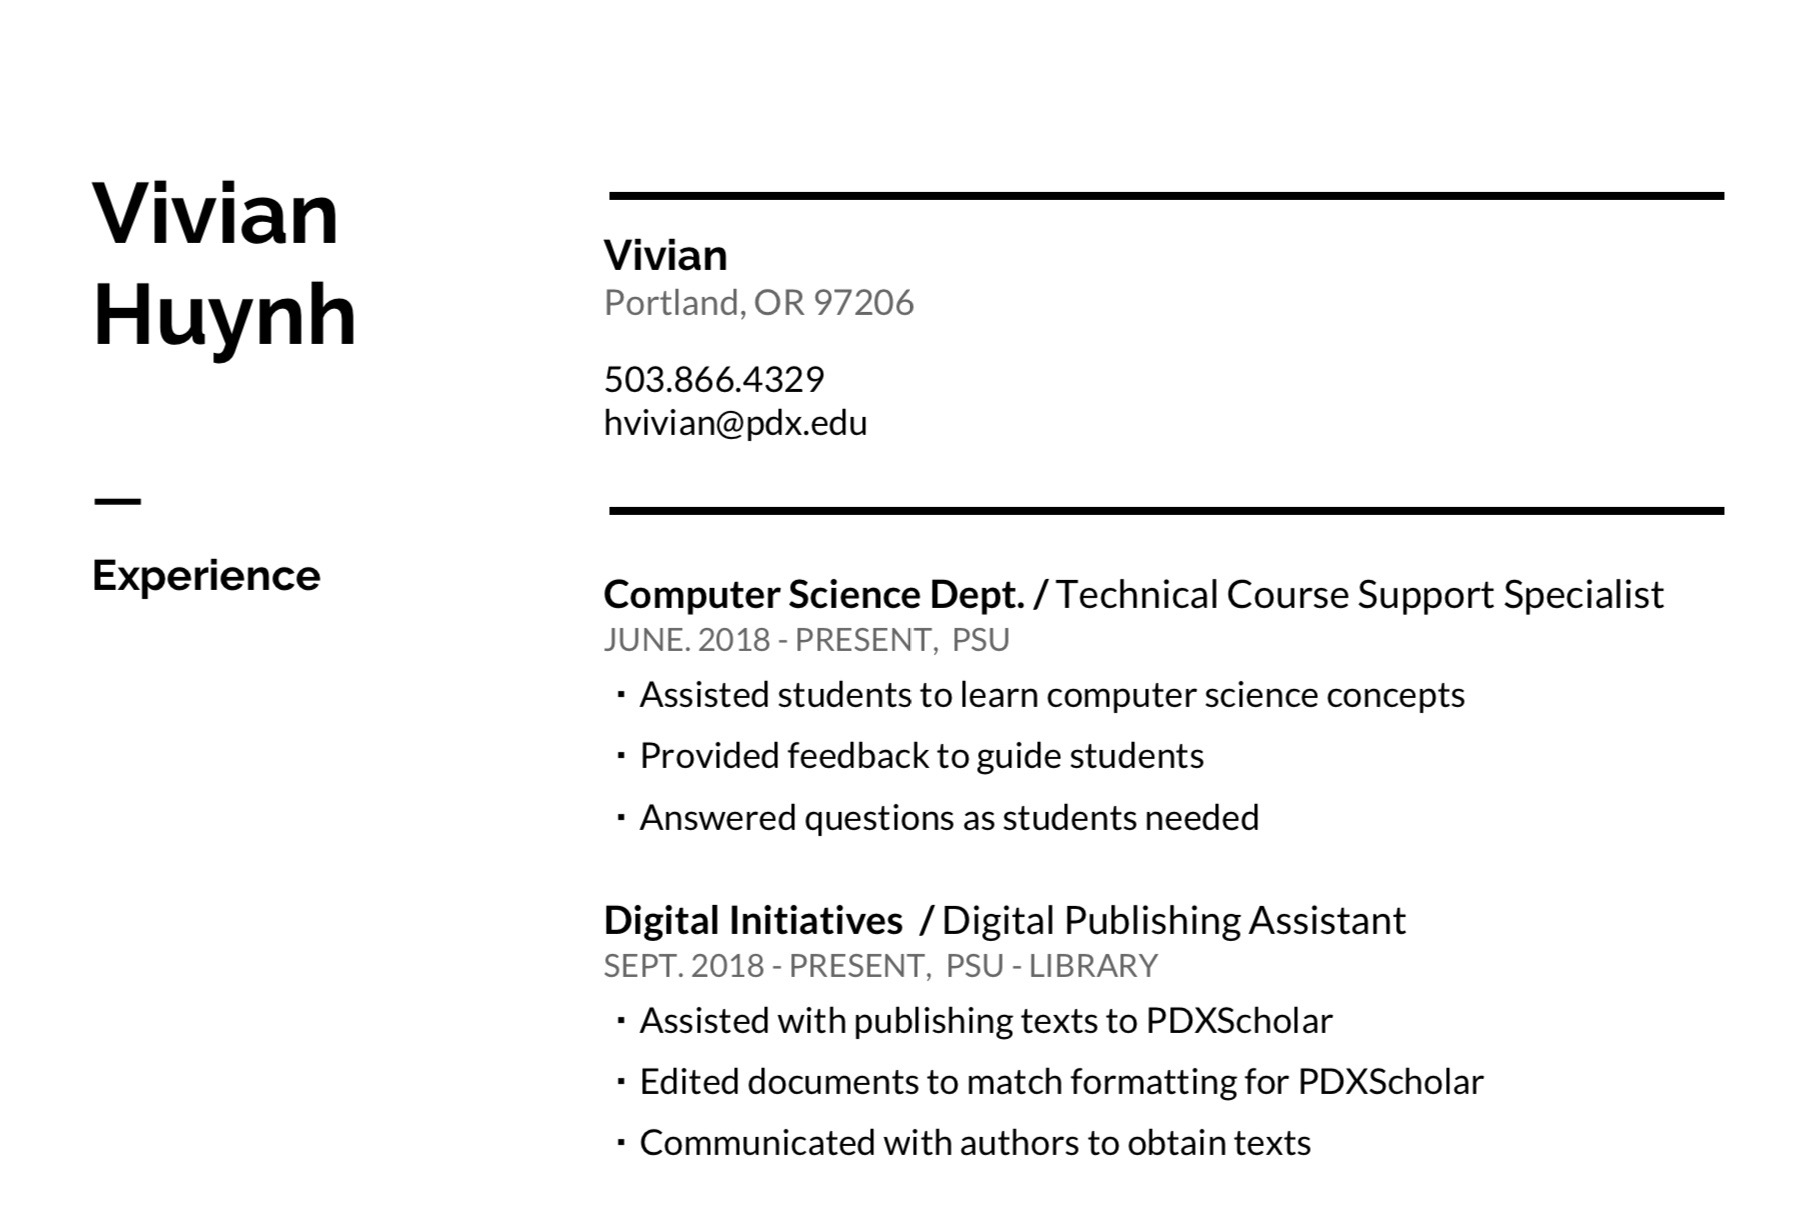 Vivian
Huynh
Vivian
Portland, OR 97206
503.866.4329
hvivian@pdx.edu
Experience
Computer Science Dept. / Technical Course Support Specialist
JUNE. 2018 - PRESENT,  PSU
▪ Assisted students to learn computer science concepts
▪ Provided feedback to guide students
▪ Answered questions as students needed
Digital Initiatives  / Digital Publishing Assistant
SEPT. 2018 - PRESENT,  PSU - LIBRARY
▪ Assisted with publishing texts to PDXScholar
▪ Edited documents to match formatting for PDXScholar
▪ Communicated with authors to obtain texts